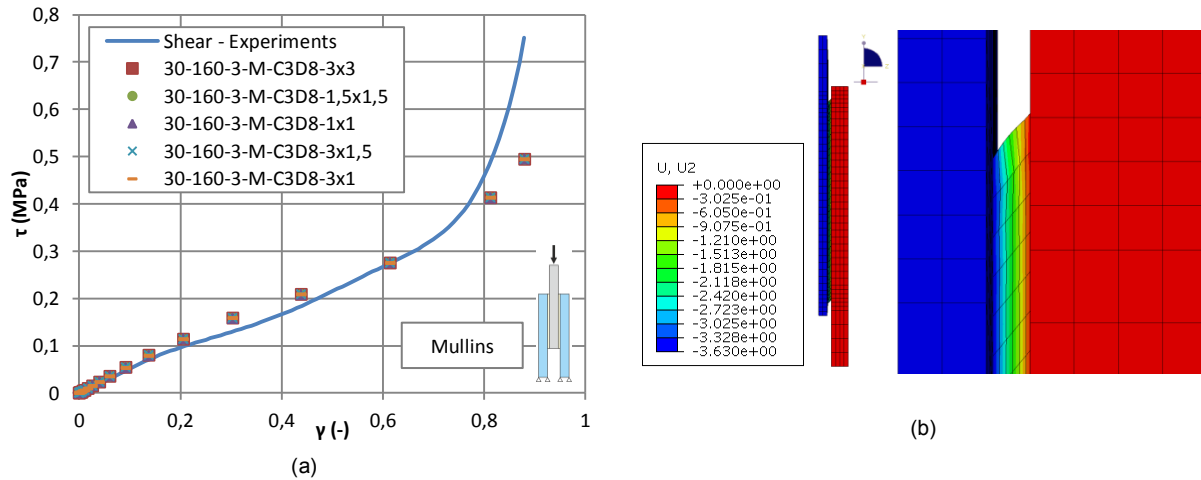 0,8
0,7
0,6
0,5
0,4
0,3
0,2
0,1
0
τ (MPa)
Shear - Experiments
30-160-3-M-C3D8-3x3
30-160-3-M-C3D8-1,5x1,5
30-160-3-M-C3D8-1x1
30-160-3-M-C3D8-3x1,5
30-160-3-M-C3D8-3x1
Mullins
0 0,2 0,4 0,6 0,8 1
γ (-)
(a)
U, U2
+0.000e+00
-3.025e-01
-6.050e-01
-9.075e-01
-1.210e+00
-1.513e+00
-1.815e+00
-2.118e+00
-2.420e+00
-2.723e+00
-3.025e+00
-3.328e+00
-3.630e+00
(b)